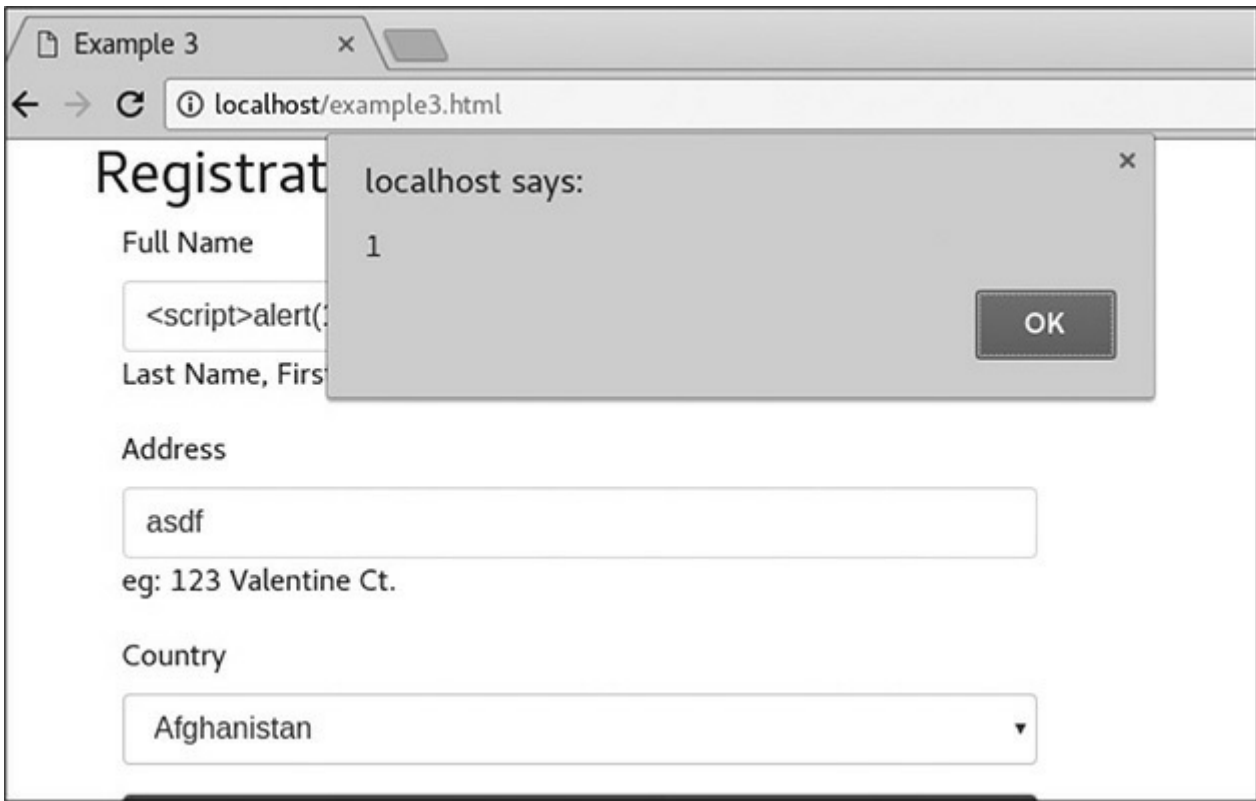 Example 3
localhost/example3.html
Registrat
localhost says:
1
OK
Full Name
<script>alert(
Last Name, Firs
Address
asdf
eg: 123 Valentine Ct.
Country
Afghanistan